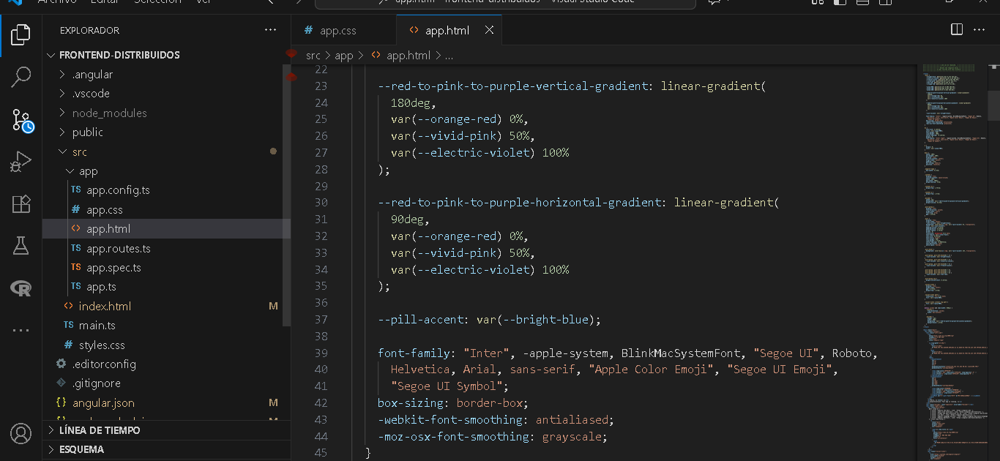 Archivo Editar Selección Ver
app.html - frontend-distribuidos - Visual Studio Code
EXPLORADOR
FRONTEND-DISTRIBUIDOS
.angular
.vscode
node_modules
public
src
app
TS app.config.ts
# app.css
<> app.html
TS app.routes.ts
TS app.spec.ts
TS app.ts
<> index.html M
TS main.ts
# styles.css
.editorconfig
.gitignore
{} angular.json M
LÍNEA DE TIEMPO
ESQUEMA
# app.css
<> app.html
src > app > <> app.html > ...
22
23 --red-to-pink-to-purple-vertical-gradient: linear-gradient(
24 180deg,
25 var(--orange-red) 0%,
26 var(--vivid-pink) 50%,
27 var(--electric-violet) 100%
28 );
29
30 --red-to-pink-to-purple-horizontal-gradient: linear-gradient(
31 90deg,
32 var(--orange-red) 0%,
33 var(--vivid-pink) 50%,
34 var(--electric-violet) 100%
35 );
36
37 --pill-accent: var(--bright-blue);
38
39 font-family: "Inter", -apple-system, BlinkMacSystemFont, "Segoe UI", Roboto,
40 Helvetica, Arial, sans-serif, "Apple Color Emoji", "Segoe UI Emoji",
41 "Segoe UI Symbol";
42 box-sizing: border-box;
43 -webkit-font-smoothing: antialiased;
44 -moz-osx-font-smoothing: grayscale;
45 }